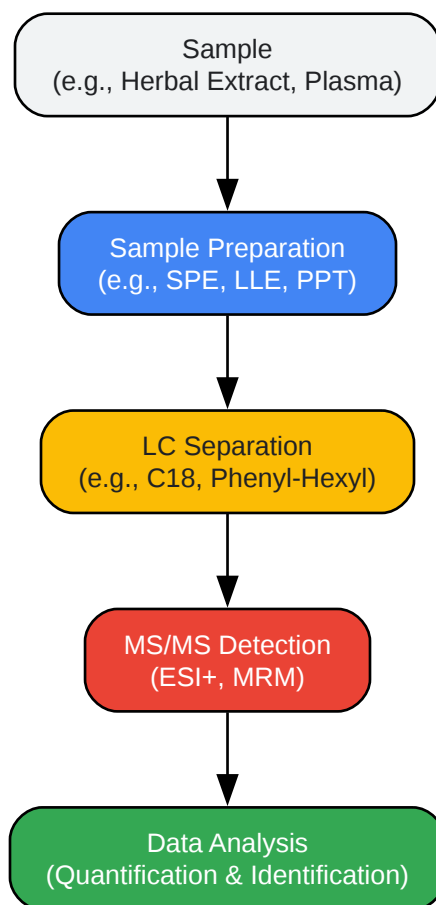 Sample
(e.g., Herbal Extract, Plasma)
Sample Preparation
(e.g., SPE, LLE, PPT)
LC Separation
(e.g., C18, Phenyl-Hexyl)
MS/MS Detection
(ESI+, MRM)
Data Analysis
(Quantification & Identification)